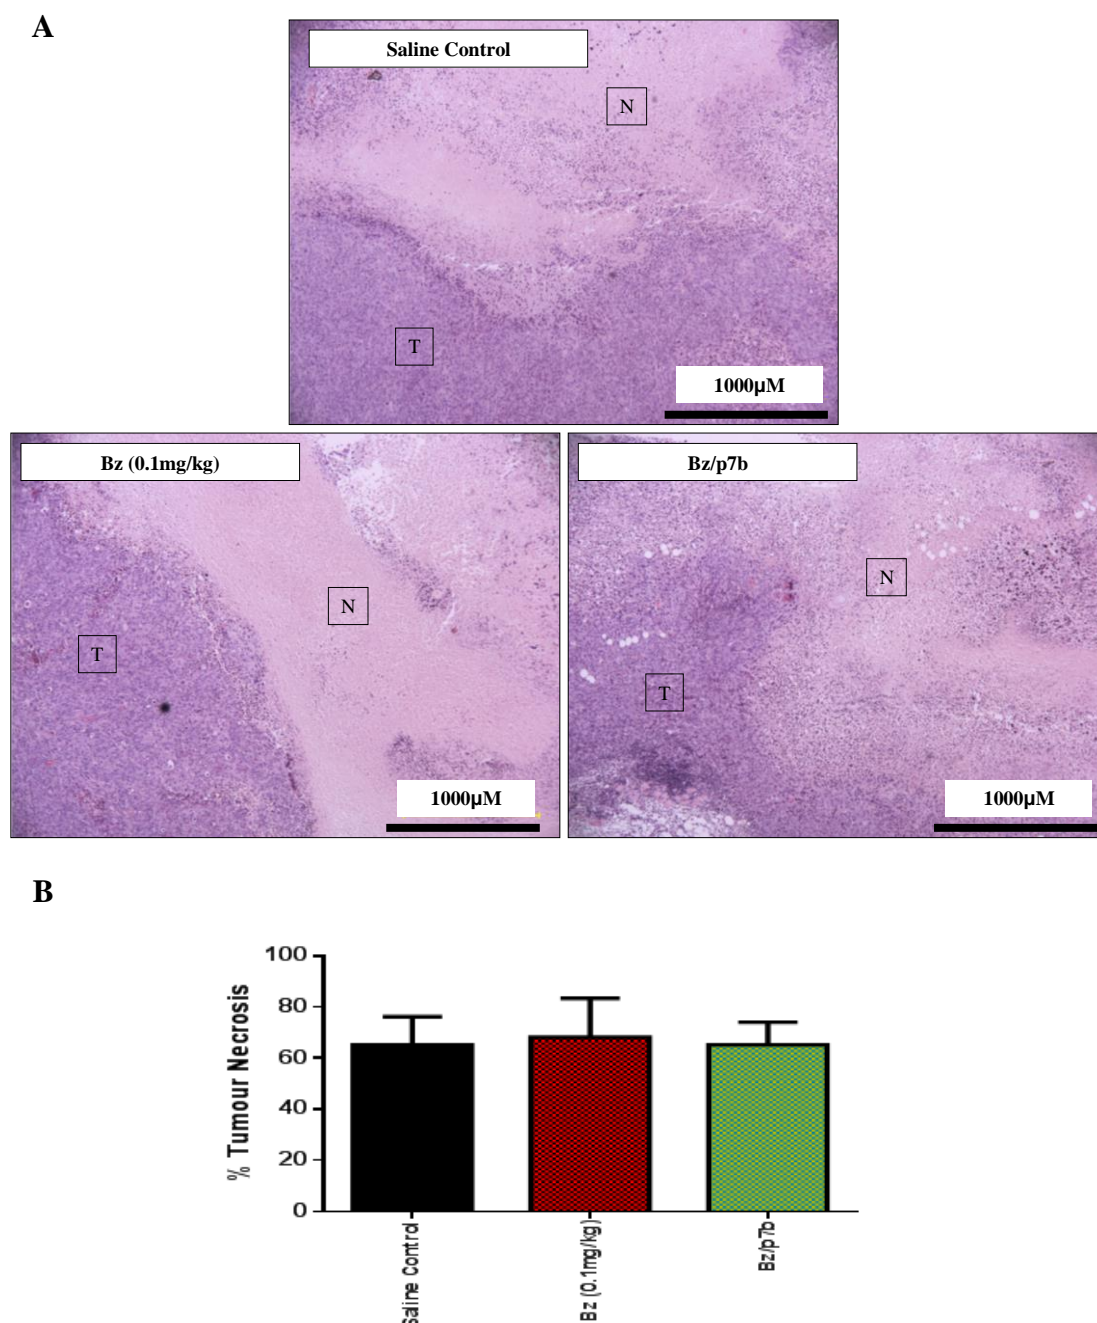 A
Saline Control
N
T
1000µM
Bz (0.1mg/kg)
N
T
1000µM
Bz/p7b
N
T
1000µM
B
% Tumour Necrosis
100
80
60
40
20
0
Saline Control
Bz (0.1mg/kg)
Bz/p7b